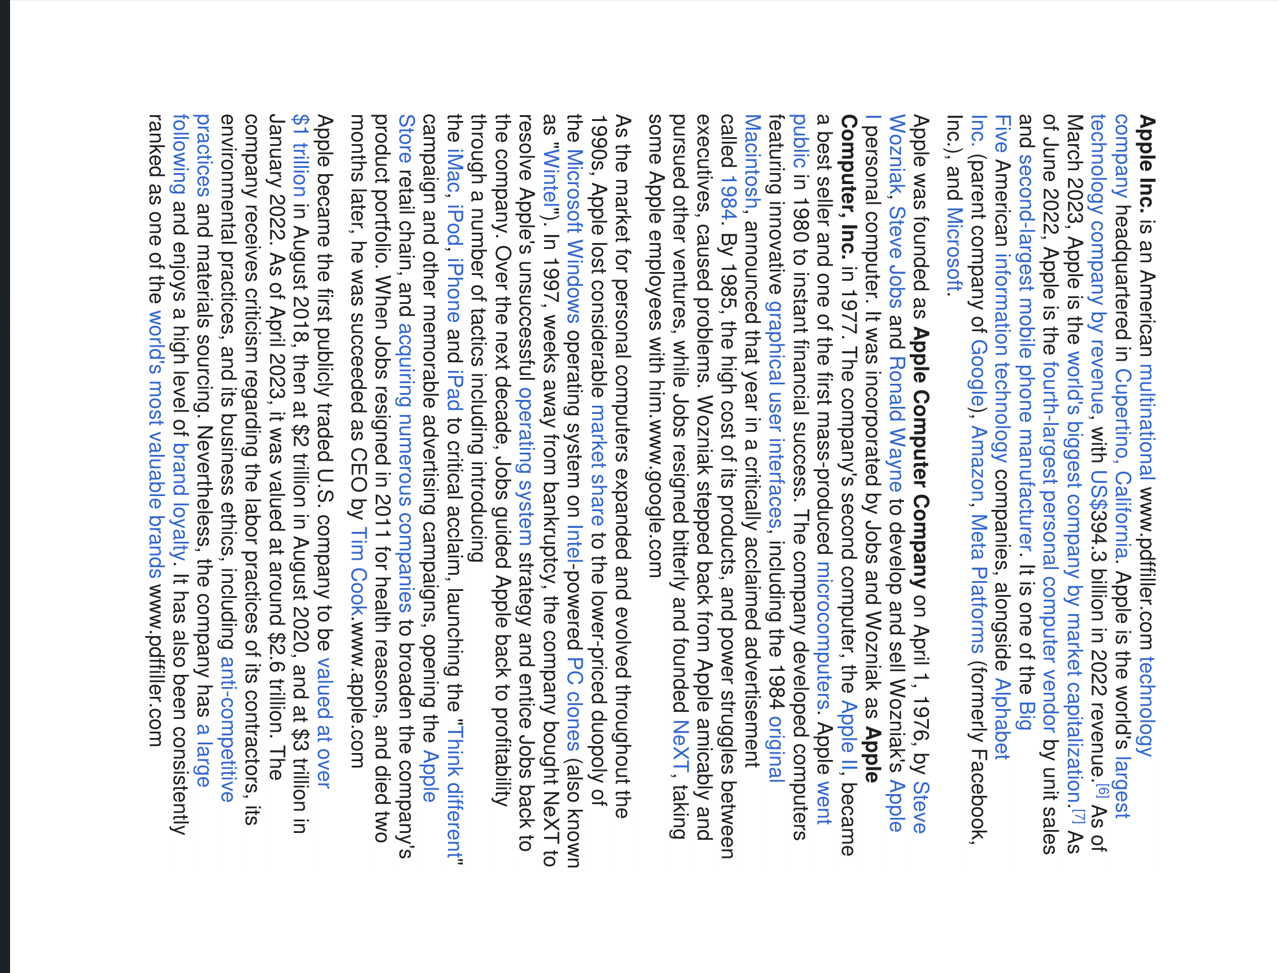 Apple Inc. is an American multinational www.pdffiller.com technology
company headquartered in Cupertino, California. Apple is the world's largest
technology company by revenue, with US$394.3 billion in 2022 revenue.[6] As of
March 2023, Apple is the world's biggest company by market capitalization.[7] As
of June 2022, Apple is the fourth-largest personal computer vendor by unit sales
and second-largest mobile phone manufacturer. It is one of the Big
Five American information technology companies, alongside Alphabet
Inc. (parent company of Google), Amazon, Meta Platforms (formerly Facebook,
Inc.), and Microsoft.
Apple was founded as Apple Computer Company on April 1, 1976, by Steve
Wozniak, Steve Jobs and Ronald Wayne to develop and sell Wozniak's Apple
I personal computer. It was incorporated by Jobs and Wozniak as Apple
Computer, Inc. in 1977. The company's second computer, the Apple II, became
a best seller and one of the first mass-produced microcomputers. Apple went
public in 1980 to instant financial success. The company developed computers
featuring innovative graphical user interfaces, including the 1984 original
Macintosh, announced that year in a critically acclaimed advertisement
called 1984. By 1985, the high cost of its products, and power struggles between
executives, caused problems. Wozniak stepped back from Apple amicably and
pursued other ventures, while Jobs resigned bitterly and founded NeXT, taking
some Apple employees with him.www.google.com
As the market for personal computers expanded and evolved throughout the
1990s, Apple lost considerable market share to the lower-priced duopoly of
the Microsoft Windows operating system on Intel-powered PC clones (also known
as "Wintel"). In 1997, weeks away from bankruptcy, the company bought NeXT to
resolve Apple's unsuccessful operating system strategy and entice Jobs back to
the company. Over the next decade, Jobs guided Apple back to profitability
through a number of tactics including introducing
the iMac, iPod, iPhone and iPad to critical acclaim, launching the "Think different"
campaign and other memorable advertising campaigns, opening the Apple
Store retail chain, and acquiring numerous companies to broaden the company's
product portfolio. When Jobs resigned in 2011 for health reasons, and died two
months later, he was succeeded as CEO by Tim Cook.www.apple.com
Apple became the first publicly traded U.S. company to be valued at over
$1 trillion in August 2018, then at $2 trillion in August 2020, and at $3 trillion in
January 2022. As of April 2023, it was valued at around $2.6 trillion. The
company receives criticism regarding the labor practices of its contractors, its
environmental practices, and its business ethics, including anti-competitive
practices and materials sourcing. Nevertheless, the company has a large
following and enjoys a high level of brand loyalty. It has also been consistently
ranked as one of the world's most valuable brands www.pdffiller.com